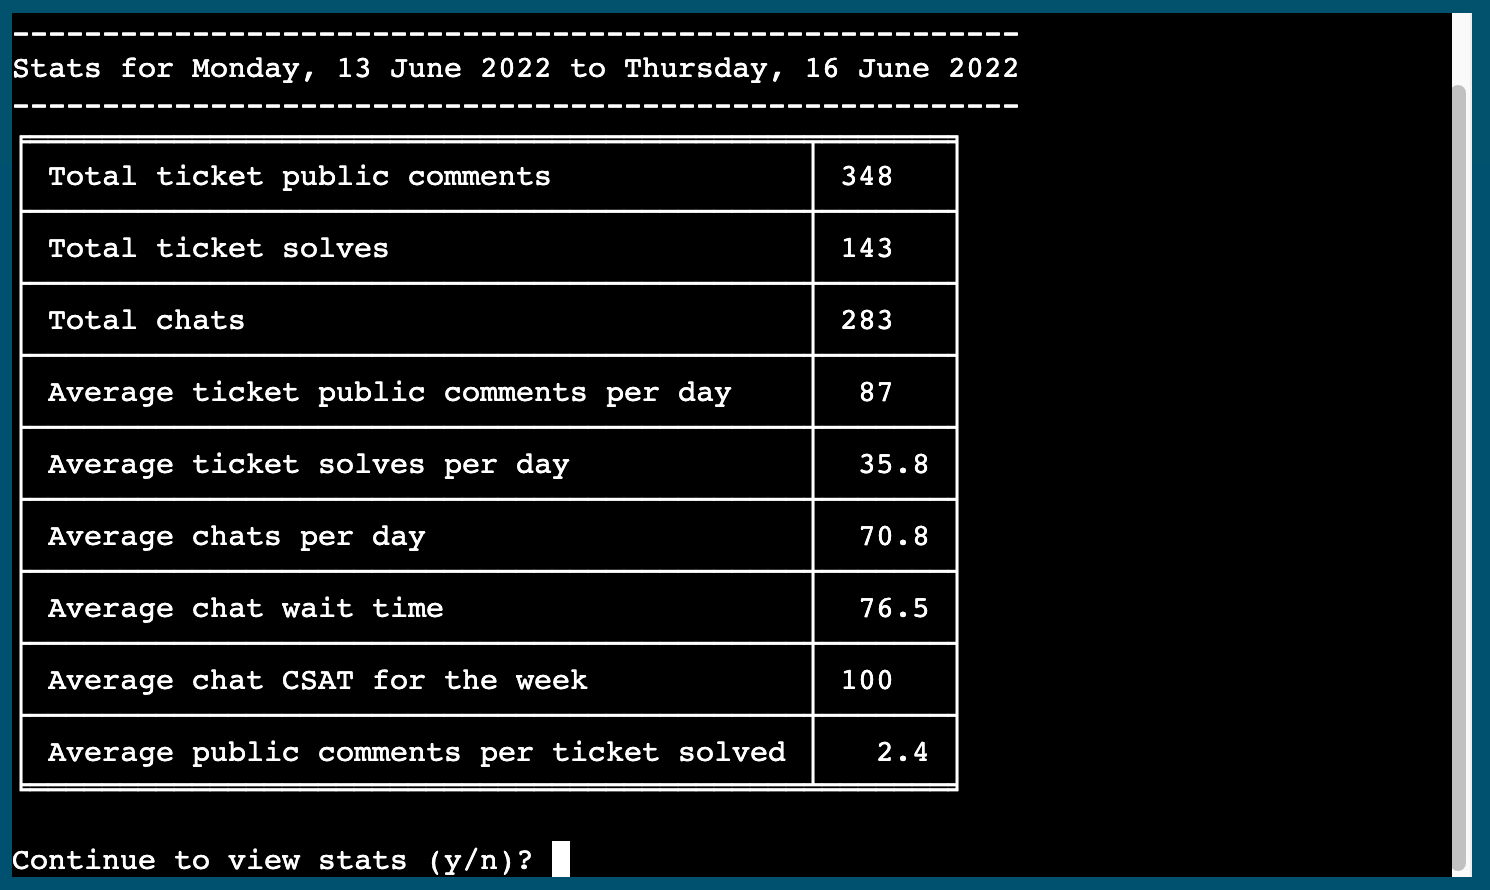 --------------------------------------------------------
Stats for Monday, 13 June 2022 to Thursday, 16 June 2022
--------------------------------------------------------
Total ticket public comments 348
Total ticket solves 143
Total chats 283
Average ticket public comments per day 87
Average ticket solves per day 35.8
Average chats per day 70.8
Average chat wait time 76.5
Average chat CSAT for the week 100
Average public comments per ticket solved 2.4
Continue to view stats (y/n)?